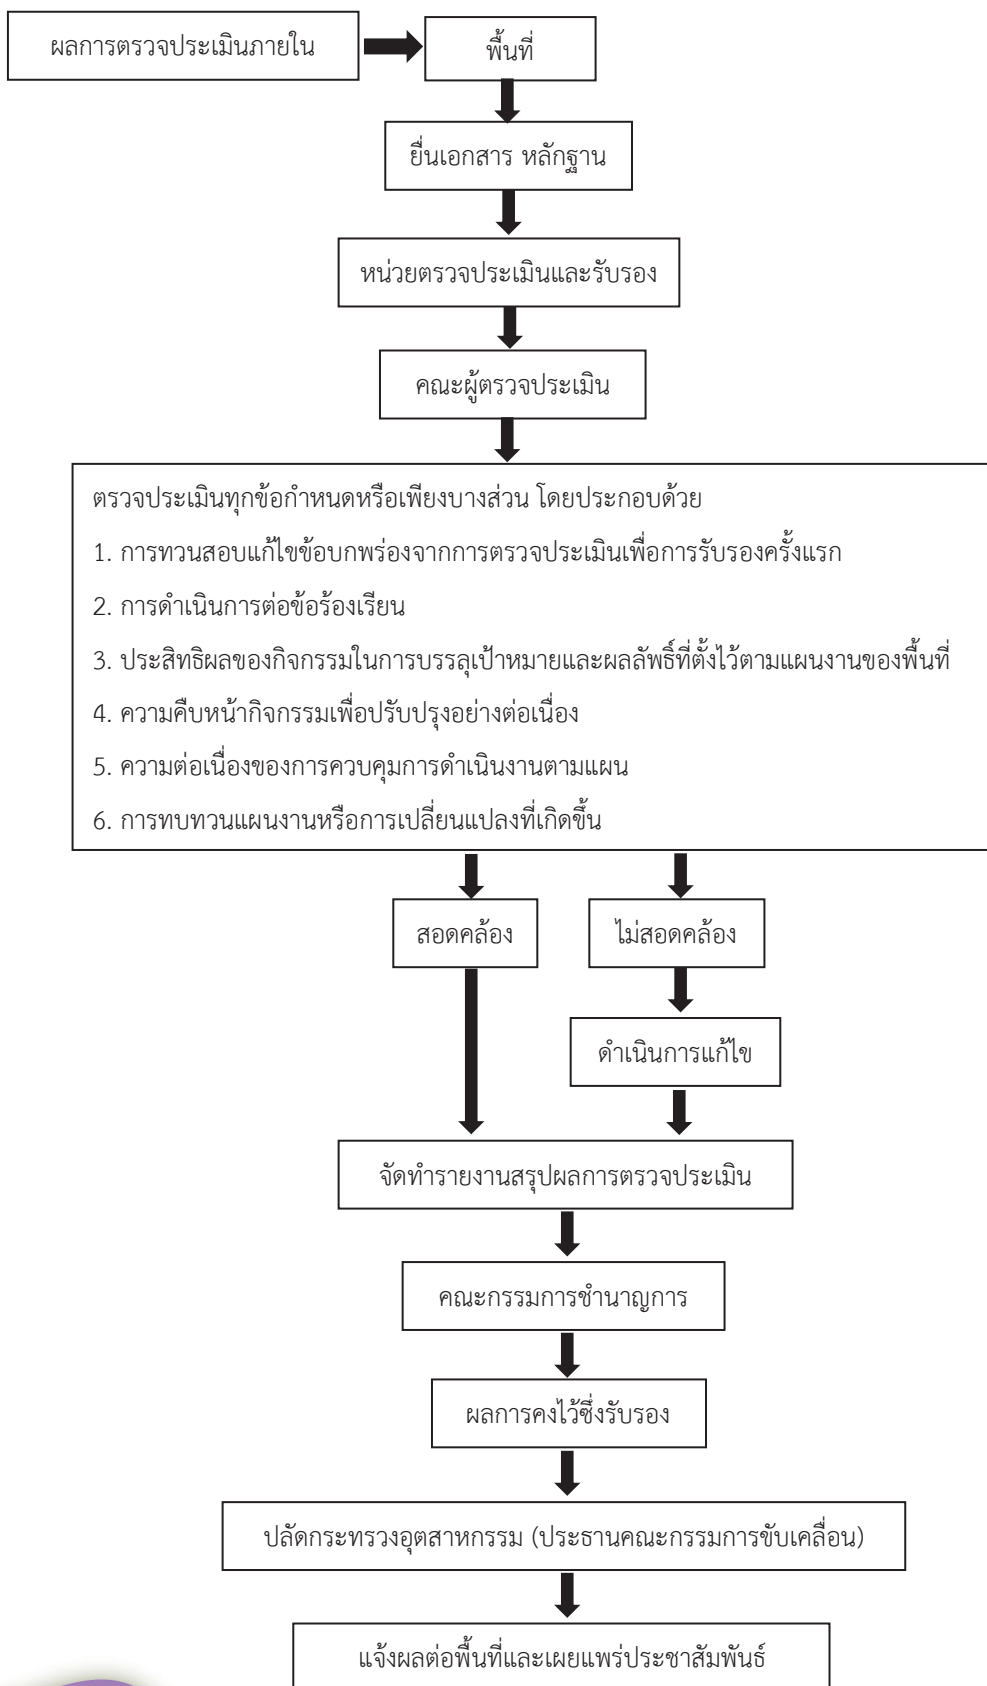 ผลการตรวจประเมินภายใน
พื้นที่
ยื่นเอกสาร หลักฐาน
หน่วยตรวจประเมินและรับรอง
คณะผู้ตรวจประเมิน
ตรวจประเมินทุกข้อกำหนดหรือเพียงบางส่วน โดยประกอบด้วย
1. การทวนสอบแก้ไขข้อบกพร่องจากการตรวจประเมินเพื่อการรับรองครั้งแรก
2. การดำเนินการต่อข้อร้องเรียน
3. ประสิทธิผลของกิจกรรมในการบรรลุเป้าหมายและผลลัพธิ์ที่ตั้งไว้ตามแผนงานของพื้นที่
4. ความคืบหน้ากิจกรรมเพื่อปรับปรุงอย่างต่อเนื่อง
5. ความต่อเนื่องของการควบคุมการดำเนินงานตามแผน
6. การทบทวนแผนงานหรือการเปลี่ยนแปลงที่เกิดขึ้น
สอดคล้อง
ไม่สอดคล้อง
ดำเนินการแก้ไข
จัดทำรายงานสรุปผลการตรวจประเมิน
คณะกรรมการชำนาญการ
ผลการคงไว้ซึ่งรับรอง
ปลัดกระทรวงอุตสาหกรรม (ประธานคณะกรรมการขับเคลื่อน)
แจ้งผลต่อพื้นที่และเผยแพร่ประชาสัมพันธ์